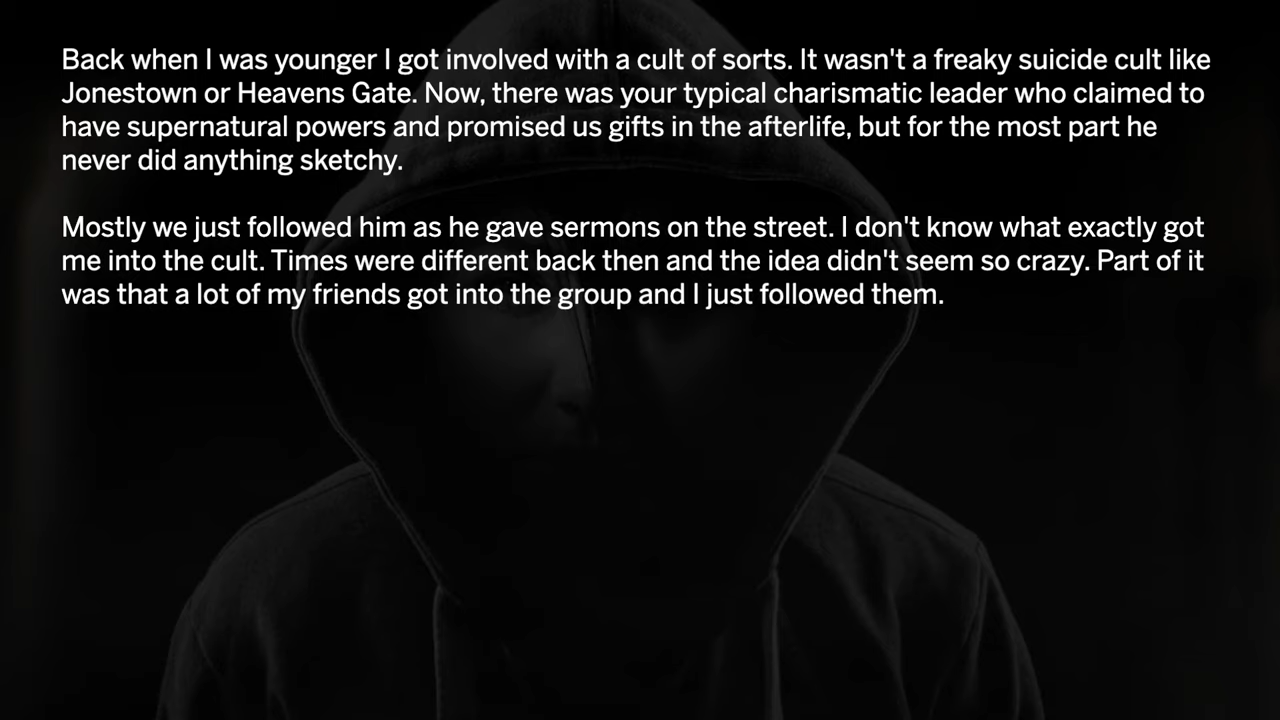 Back when I was younger I got involved with a cult of sorts. It wasn't a freaky suicide cult like
Jonestown or Heavens Gate. Now, there was your typical charismatic leader who claimed to
have supernatural powers and promised us gifts in the afterlife, but for the most part he
never did anything sketchy.
Mostly we just followed him as he gave sermons on the street. I don't know what exactly got
me into the cult. Times were different back then and the idea didn't seem so crazy. Part of it
was that a lot of my friends got into the group and I just followed them.